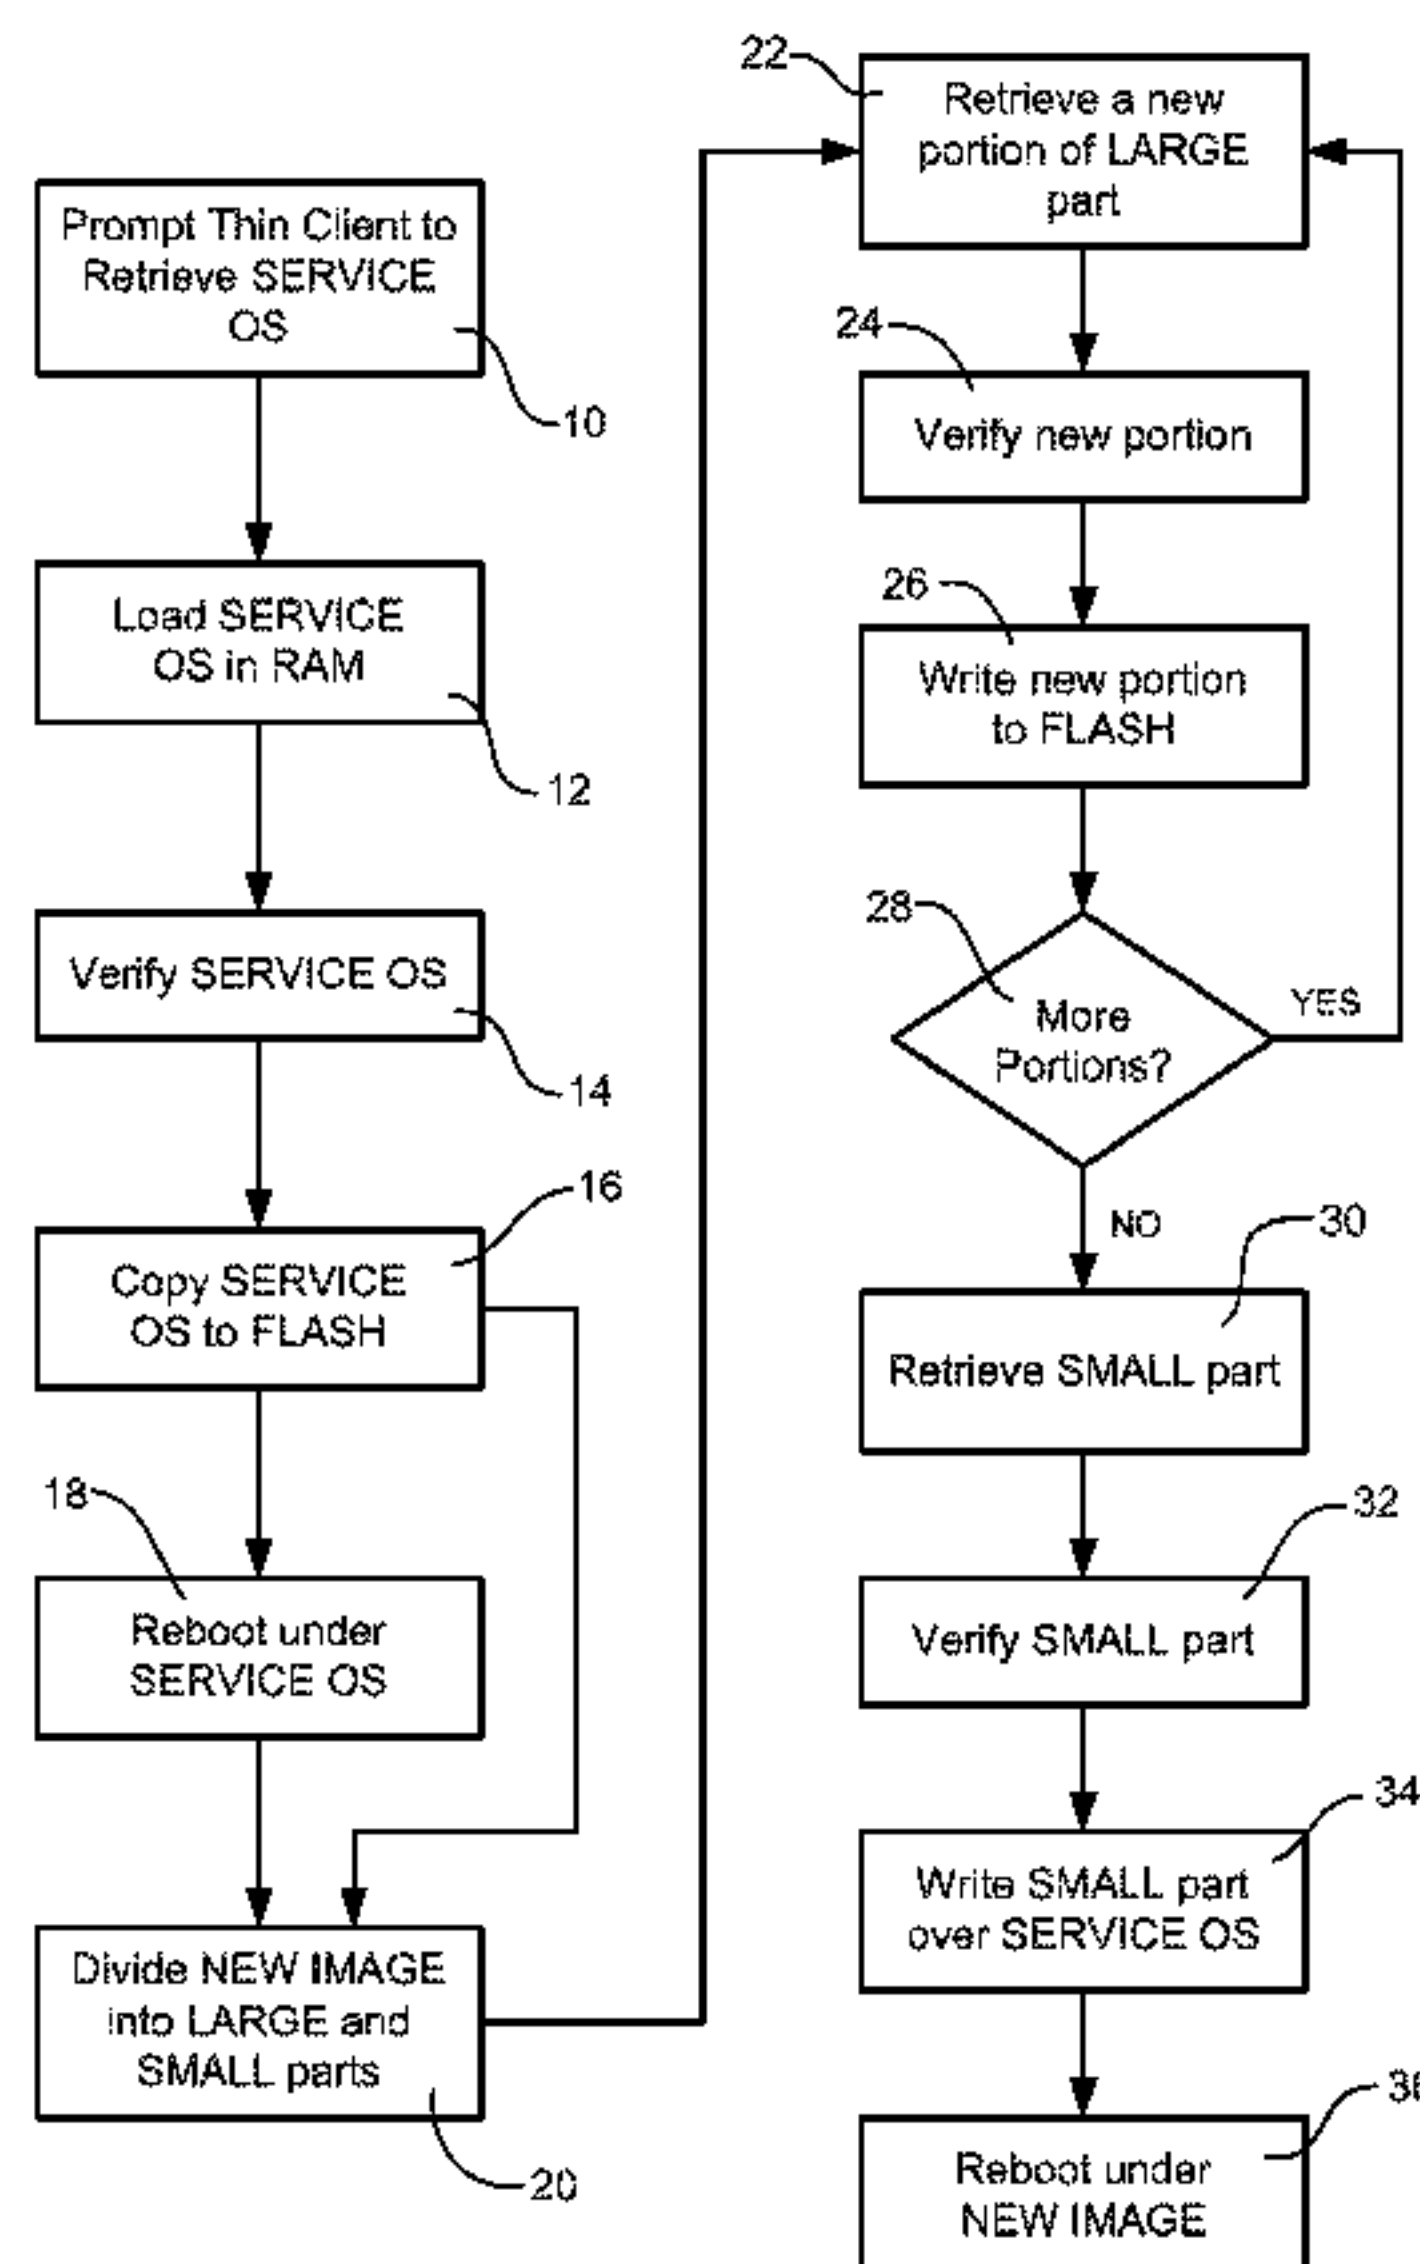 Prompt Thin Client to
Retrieve SERVICE
OS
10
Load SERVICE
OS in RAM
12
Verify SERVICE OS
14
16
Copy SERVICE
OS to FLASH
18
Reboot under
SERVICE OS
Divide NEW IMAGE
into LARGE and
SMALL parts
20
22
Retrieve a new
portion of LARGE
part
24
Verify new portion
26
Write new portion
to FLASH
28
More
Portions?
YES
NO
30
Retrieve SMALL part
32
Verify SMALL part
34
Write SMALL part
over SERVICE OS
36
Reboot under
NEW IMAGE